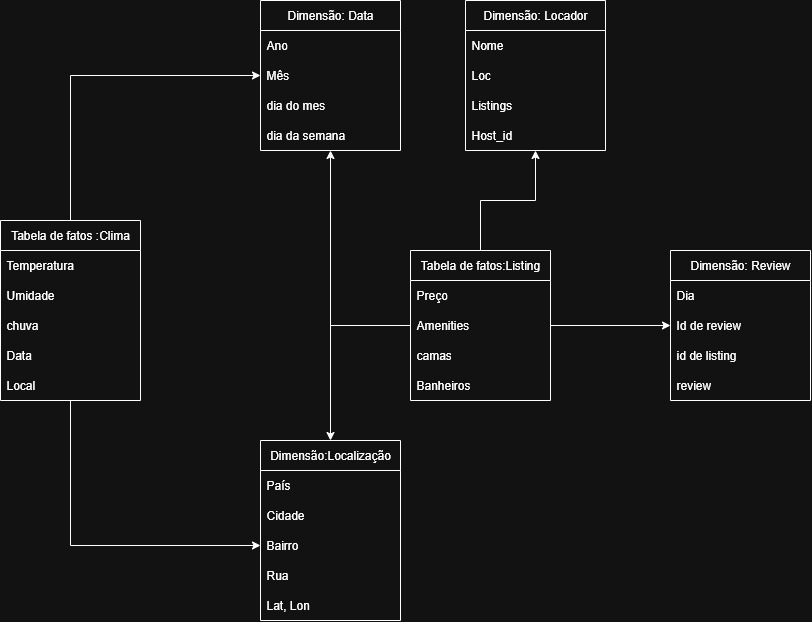 Dimensão: Data
Ano
Mês
dia do mes
dia da semana
Dimensão: Locador
Nome
Loc
Listings
Host_id
Tabela de fatos :Clima
Temperatura
Umidade
chuva
Data
Local
Tabela de fatos:Listing
Preço
Amenities
camas
Banheiros
Dimensão: Review
Dia
Id de review
id de listing
review
Dimensão:Localização
País
Cidade
Bairro
Rua
Lat, Lon